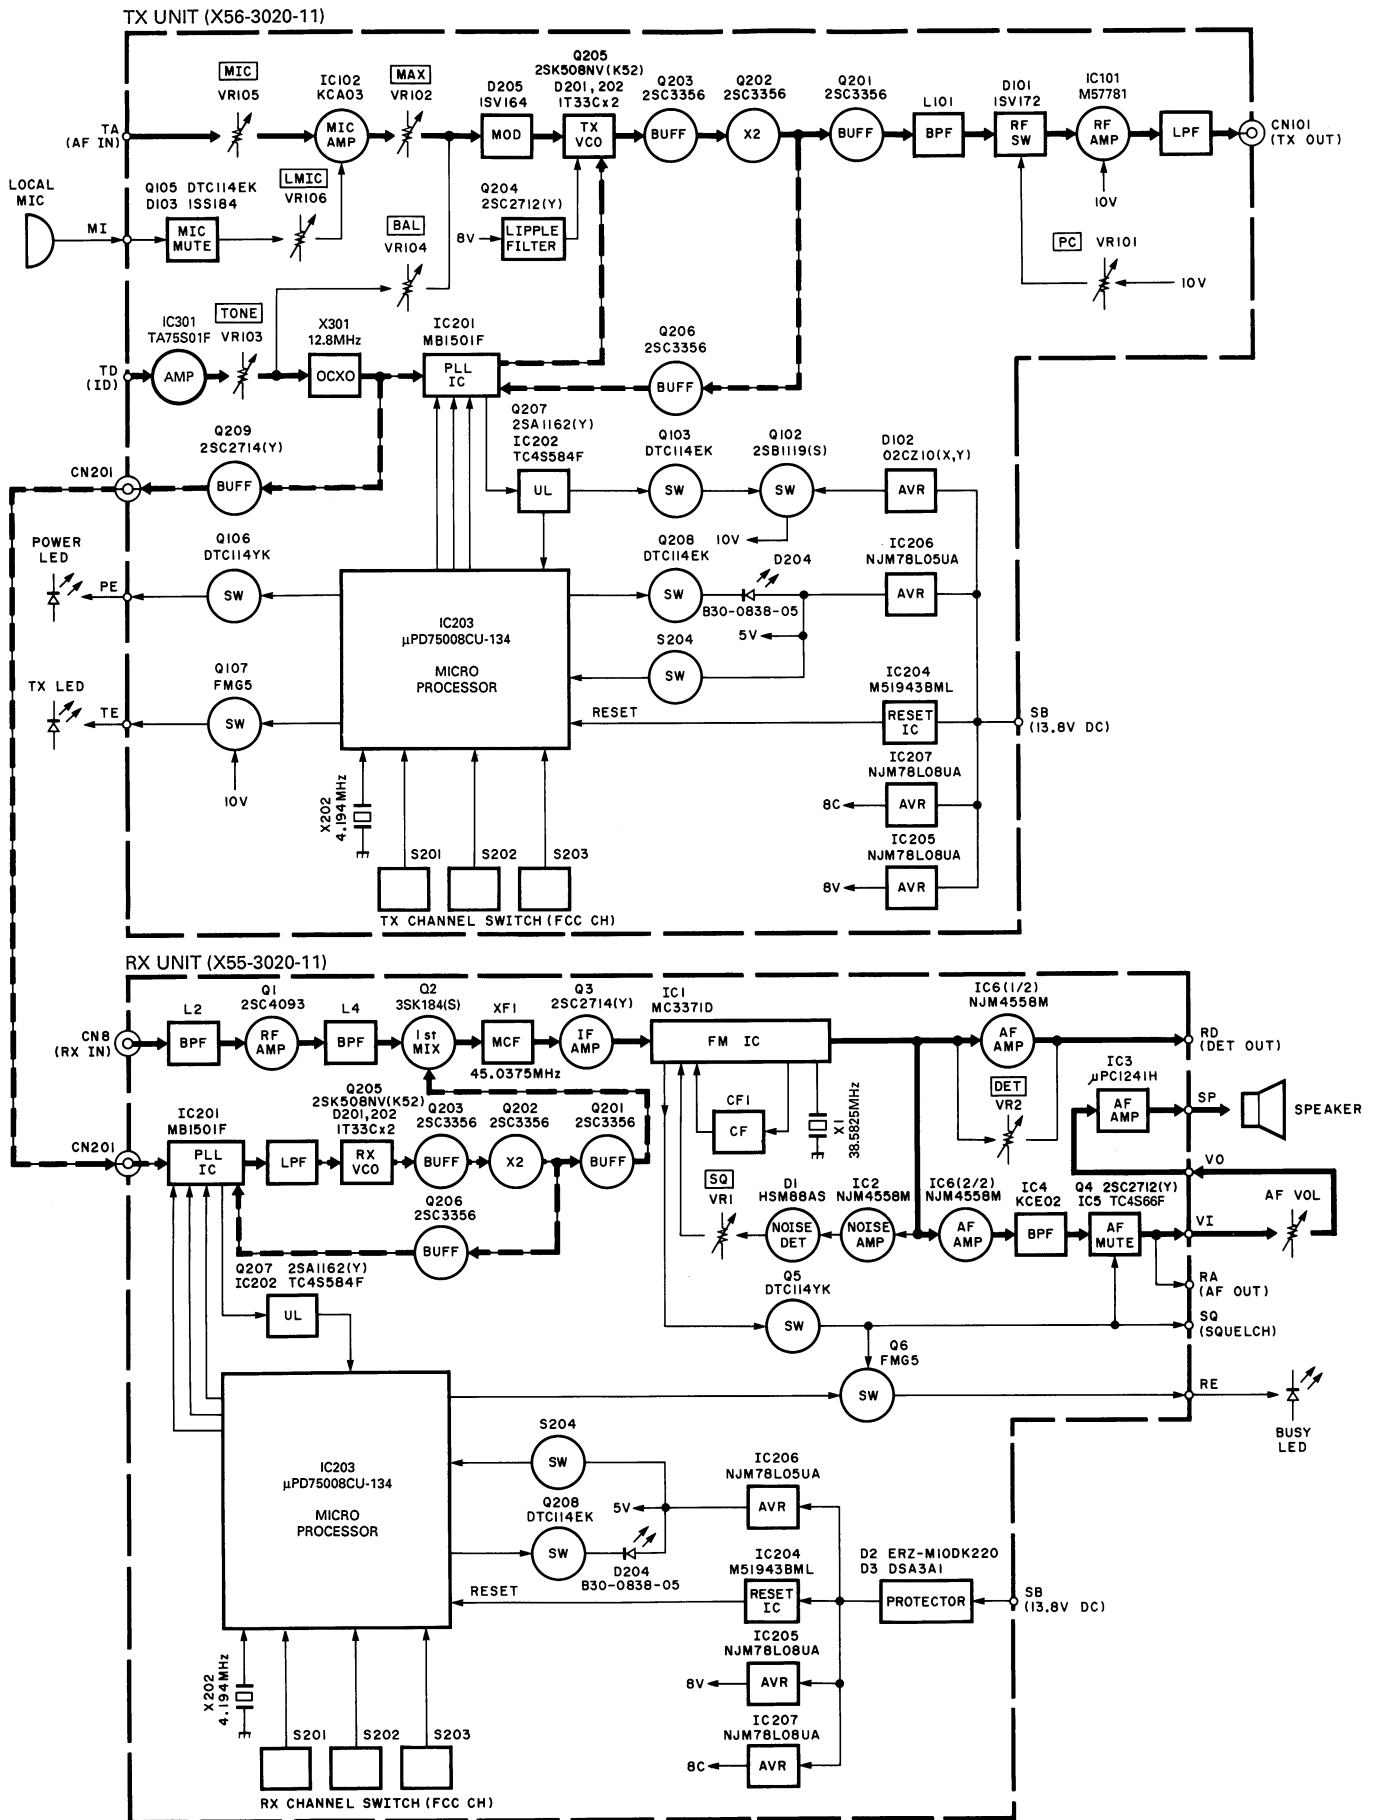 TX UNIT (X56-3020-11)
TA
(AF IN)
MIC
VR105
IC102
KCA03
MIC
AMP
MAX
VR102
D205
1SV164
MOD
Q205
2SK508NV(K52)
D201,202
1T33C×2
TX
VCO
Q203
2SC3356
BUFF
Q202
2SC3356
X2
Q201
2SC3356
BUFF
L101
BPF
D101
1SV172
RF
SW
IC101
M57781
RF
AMP
10V
LPF
CN101
(TX OUT)
LOCAL
MIC
MI
Q105 DTC114EK
D103 1SS184
MIC
MUTE
LMIC
VR106
BAL
VR104
Q204
2SC2712(Y)
8V
LIPPLE
FILTER
PC
VR101
10V
TD
(ID)
IC301
TA75S01F
AMP
TONE
VR103
X301
12.8MHz
OCXO
IC201
MB1501F
PLL
IC
Q206
2SC3356
BUFF
CN201
Q209
2SC2714(Y)
BUFF
Q207
2SA1162(Y)
IC202
TC4S584F
UL
Q103
DTC114EK
SW
Q102
2SB1119(S)
SW
10V
D102
02CZ10(X,Y)
AVR
POWER
LED
PE
Q106
DTC114YK
SW
Q208
DTC114EK
SW
D204
B30-0838-05
IC206
NJM78L05UA
AVR
5V
S204
SW
IC203
µPD75008CU-134
MICRO
PROCESSOR
TX LED
TE
Q107
FMG5
SW
10V
RESET
IC204
M51943BML
RESET
IC
SB
(13.8V DC)
IC207
NJM78L08UA
8C
AVR
IC205
NJM78L08UA
8V
AVR
X202
4.194MHz
S201
S202
S203
TX CHANNEL SWITCH (FCC CH)
RX UNIT (X55-3020-11)
CN8
(RX IN)
L2
BPF
Q1
2SC4093
RF
AMP
L4
BPF
Q2
3SK184(S)
1st
MIX
XF1
MCF
45.0375MHz
Q3
2SC2714(Y)
IF
AMP
IC1
MC3371D
FM IC
IC6(1/2)
NJM4558M
AF
AMP
RD
(DET OUT)
DET
VR2
IC3
µPC1241H
AF
AMP
SP
SPEAKER
CF1
CF
X1
38.5825MHz
CN201
IC201
MB1501F
PLL
IC
LPF
Q205
2SK508NV(K52)
D201,202
1T33C×2
RX
VCO
Q203
2SC3356
BUFF
Q202
2SC3356
X2
Q201
2SC3356
BUFF
VO
SQ
VR1
D1
HSM88AS
NOISE
DET
IC2
NJM4558M
NOISE
AMP
IC6(2/2)
NJM4558M
AF
AMP
IC4
KCE02
BPF
Q4 2SC2712(Y)
IC5 TC4S66F
AF
MUTE
VI
AF VOL
Q206
2SC3356
BUFF
Q207 2SA1162(Y)
IC202 TC4S584F
UL
Q5
DTC114YK
SW
RA
(AF OUT)
SQ
(SQUELCH)
Q6
FMG5
SW
RE
BUSY
LED
IC203
µPD75008CU-134
MICRO
PROCESSOR
S204
SW
5V
Q208
DTC114EK
SW
D204
B30-0838-05
IC206
NJM78L05UA
AVR
RESET
IC204
M51943BML
RESET
IC
D2 ERZ-M10DK220
D3 DSA3A1
PROTECTOR
SB
(13.8V DC)
IC205
NJM78L08UA
8V
AVR
IC207
NJM78L08UA
8C
AVR
X202
4.194MHz
S201
S202
S203
RX CHANNEL SWITCH (FCC CH)